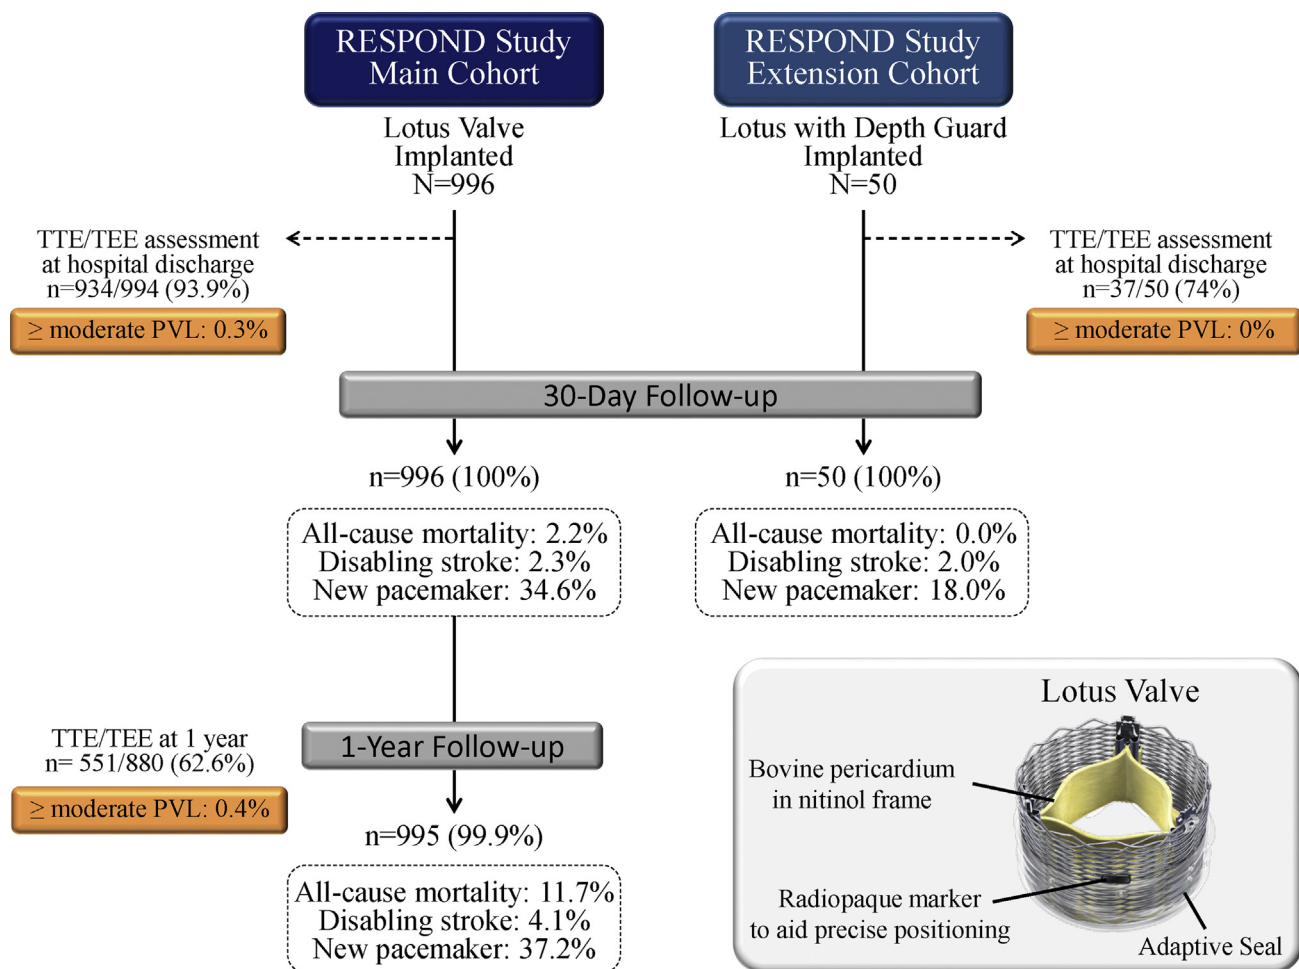 RESPOND Study
Main Cohort
RESPOND Study
Extension Cohort
Lotus Valve
Implanted
N=996
Lotus with Depth Guard
Implanted
N=50
TTE/TEE assessment
at hospital discharge
n=934/994 (93.9%)
≥ moderate PVL: 0.3%
TTE/TEE assessment
at hospital discharge
n=37/50 (74%)
≥ moderate PVL: 0%
30-Day Follow-up
n=996 (100%)
All-cause mortality: 2.2%
Disabling stroke: 2.3%
New pacemaker: 34.6%
n=50 (100%)
All-cause mortality: 0.0%
Disabling stroke: 2.0%
New pacemaker: 18.0%
TTE/TEE at 1 year
n= 551/880 (62.6%)
≥ moderate PVL: 0.4%
1-Year Follow-up
n=995 (99.9%)
All-cause mortality: 11.7%
Disabling stroke: 4.1%
New pacemaker: 37.2%
Lotus Valve
Bovine pericardium
in nitinol frame
Radiopaque marker
to aid precise positioning
Adaptive Seal